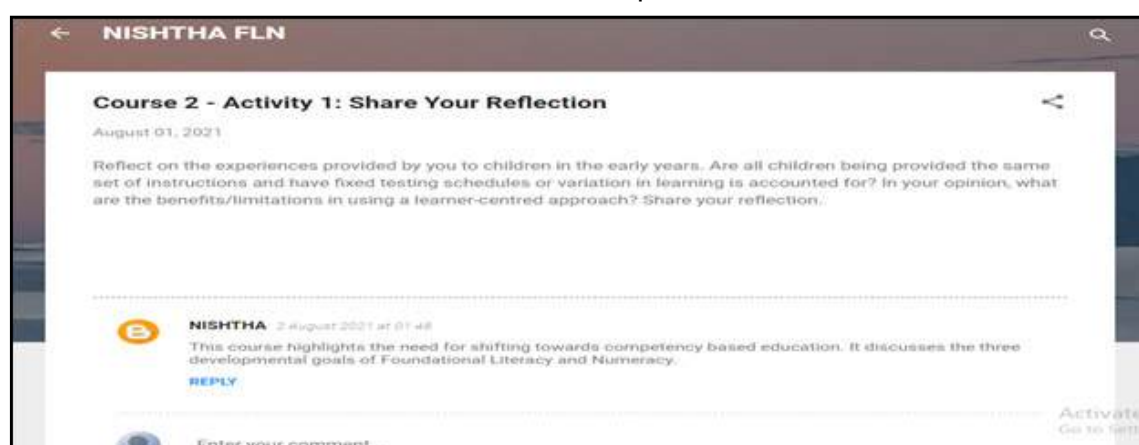 NISHTHA FLN
Course 2 - Activity 1: Share Your Reflection
August 01, 2021
Reflect on the experiences provided by you to children in the early years. Are all children being provided the same
set of instructions and have fixed testing schedules or variation in learning is accounted for? In your opinion, what
are the benefits/limitations in using a learner-centred approach? Share your reflection.
NISHTHA 2 August 2021 at 01:48
This course highlights the need for shifting towards competency based education. It discusses the three
developmental goals of Foundational Literacy and Numeracy.
REPLY
Activate
Go to
Enter your comment